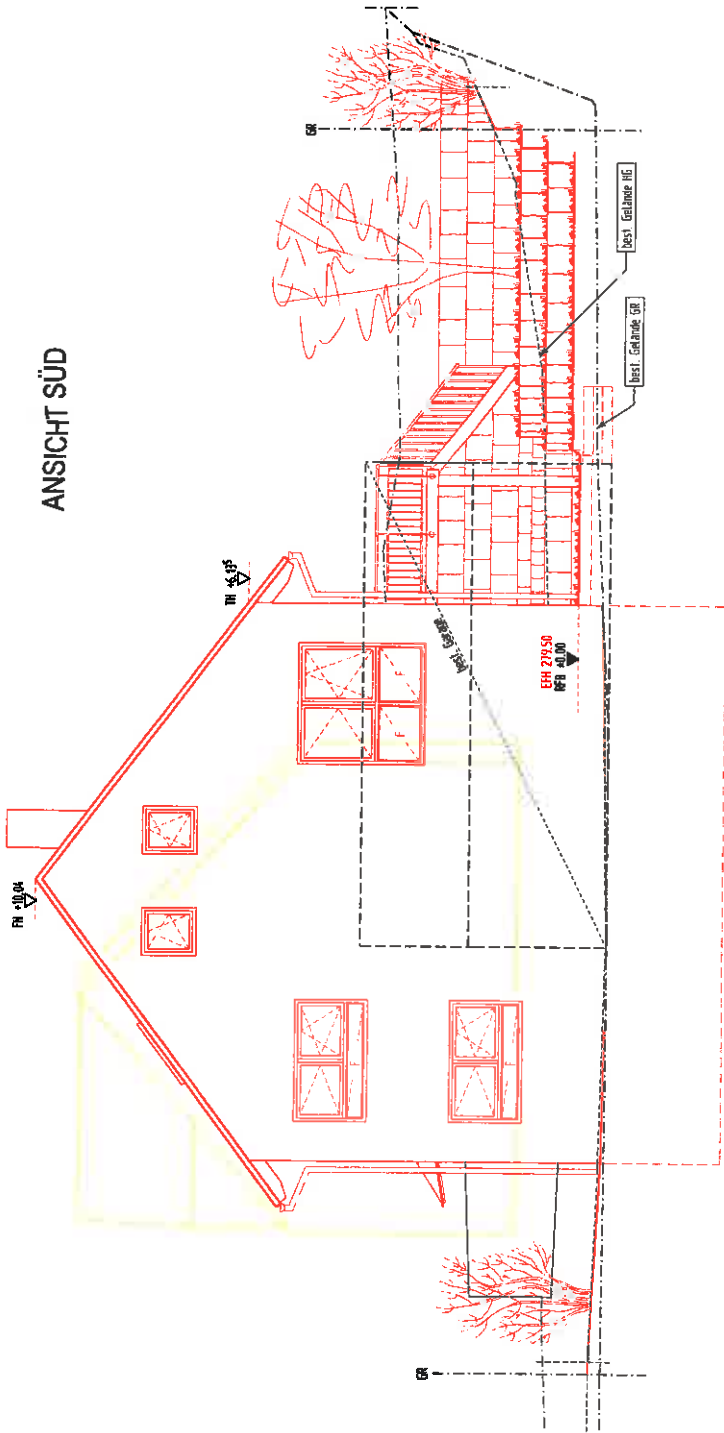 ANSICHT SÜD
FH +10.04
TH +6.13⁵
GR
GR
best. Garage
EFH 279.50
RFB ±0.00
best. Gelände HG
best. Gelände GR
F
F
F
F